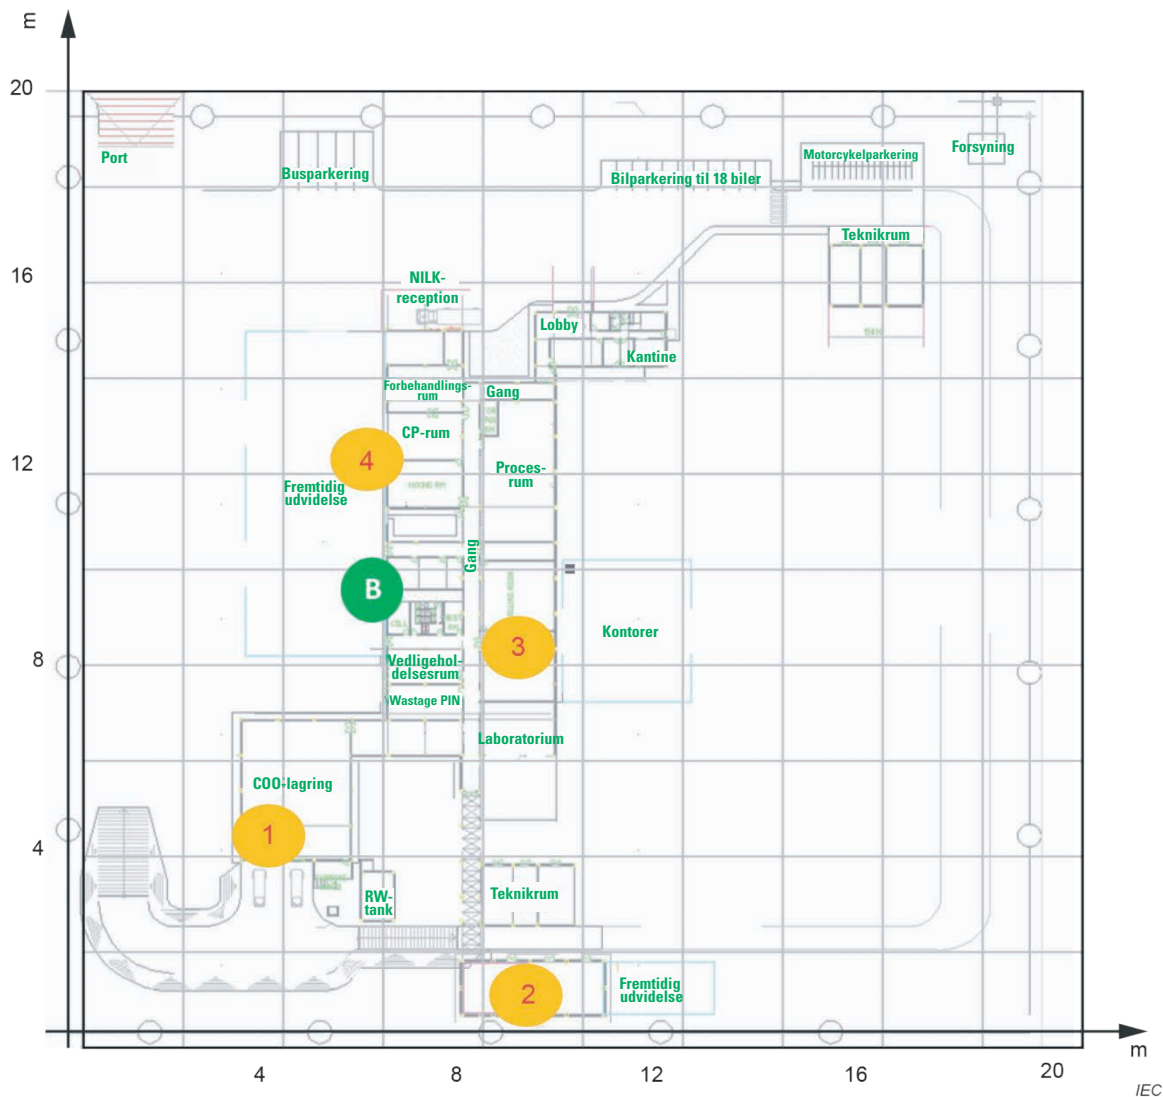 m
20
Port
Busparkering
Bilparkering til 18 biler
Motorcykelparkering
Forsyning
Teknikrum
16
NILK-
reception
Lobby
Kantine
Forbehandlings-
rum
Gang
CP-rum
4
12
Proces-
rum
Fremtidig
udvidelse
Gang
B
Kontorer
3
8
Vedligehol-
delsesrum
Wastage PIN
Laboratorium
COO-lagring
1
4
RW-
tank
Teknikrum
2
Fremtidig
udvidelse
m
4
8
12
16
20
IEC